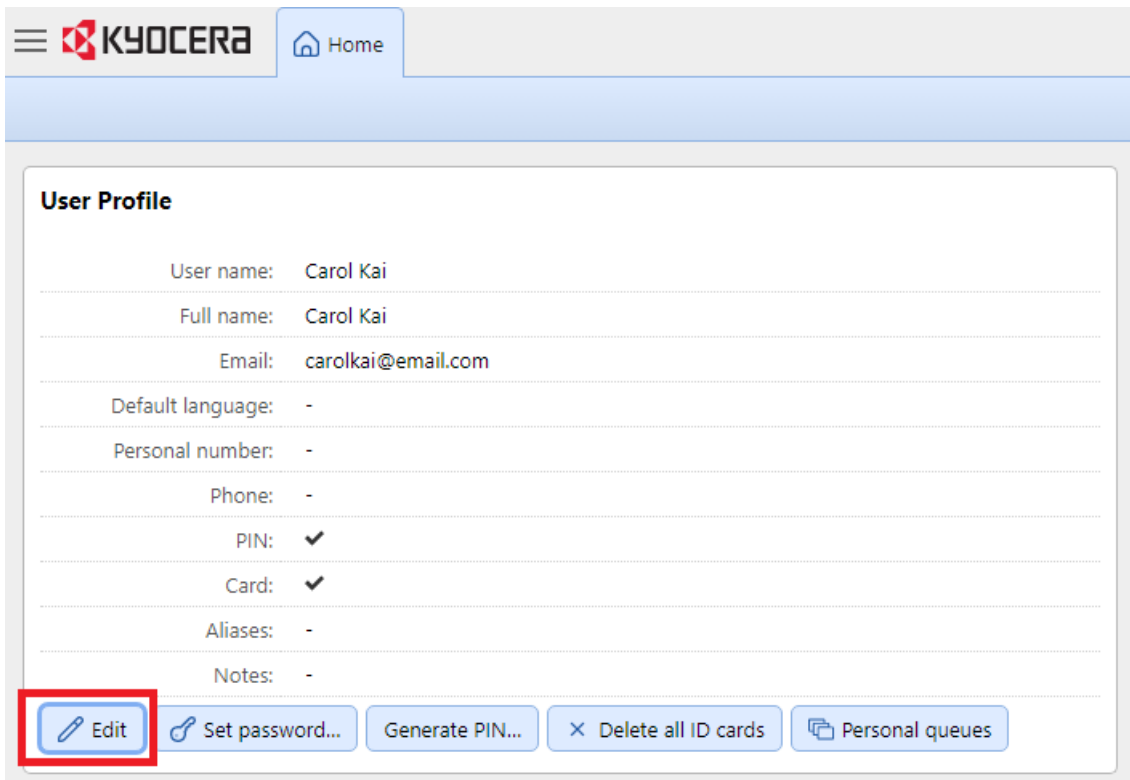 KYOCERA Home
User Profile
User name: Carol Kai
Full name: Carol Kai
Email: carolkai@email.com
Default language: -
Personal number: -
Phone: -
PIN: ✔
Card: ✔
Aliases: -
Notes: -
Edit Set password... Generate PIN... Delete all ID cards Personal queues